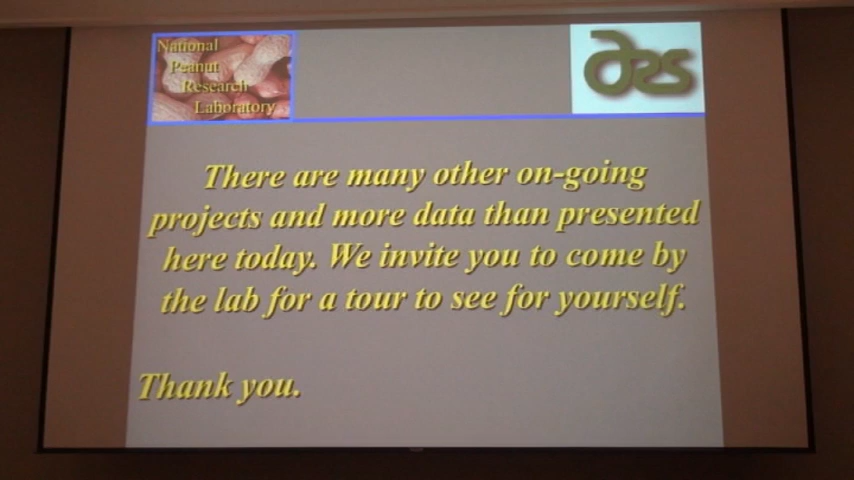 National
Peanut
Research
Laboratory
ars
There are many other on-going
projects and more data than presented
here today. We invite you to come by
the lab for a tour to see for yourself.
Thank you.